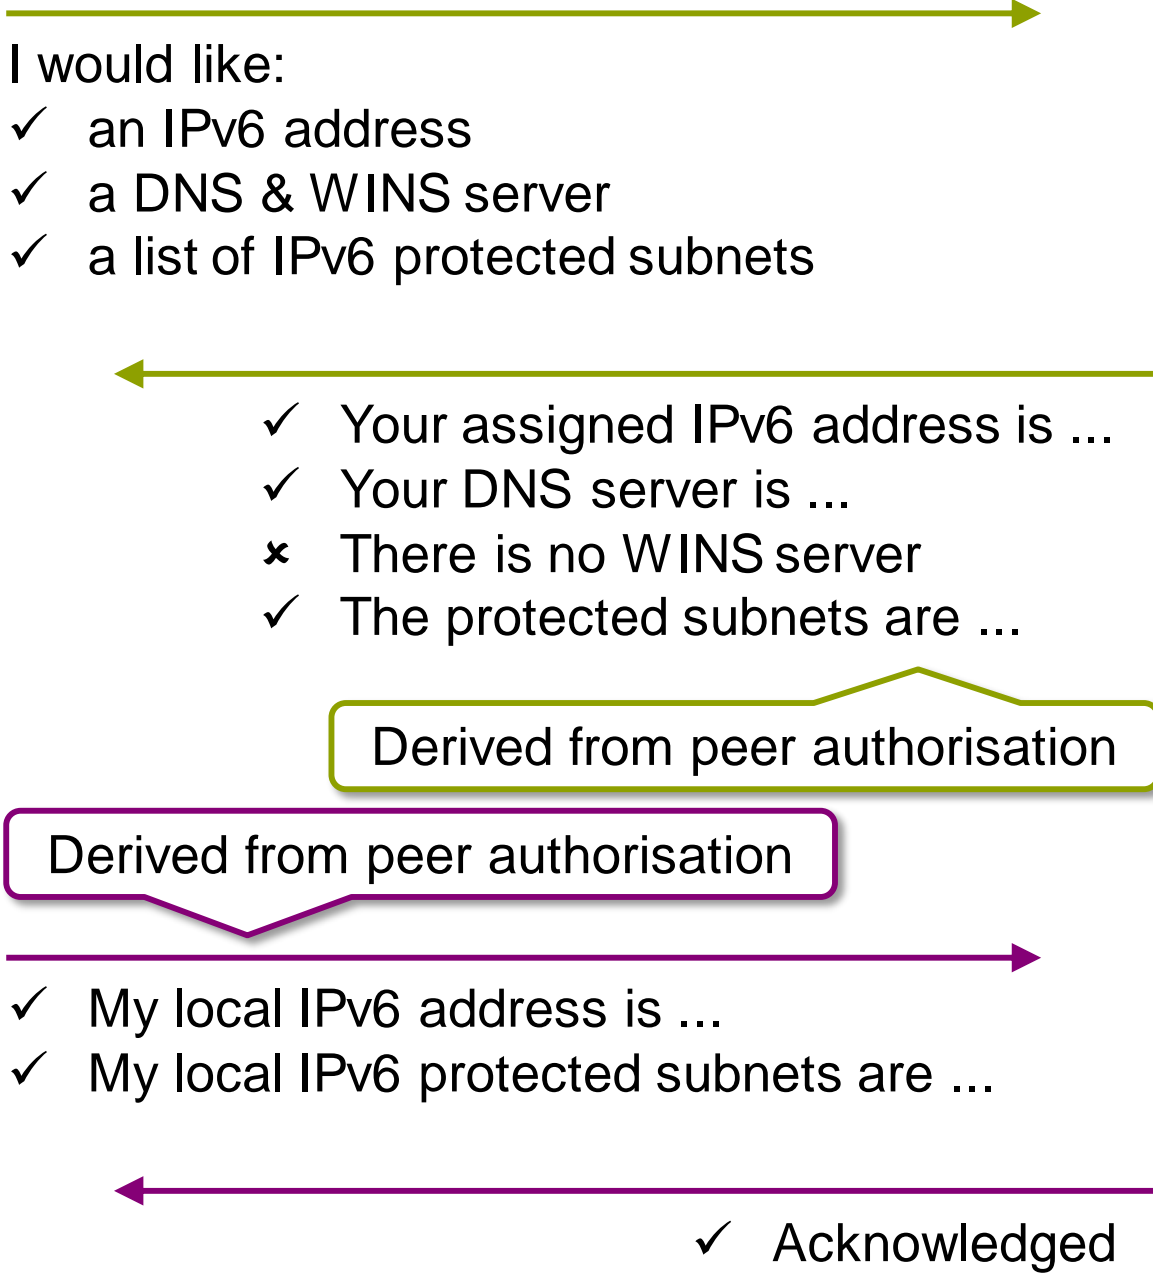 I would like:
✓ an IPv6 address
✓ a DNS & WINS server
✓ a list of IPv6 protected subnets
✓ Your assigned IPv6 address is ...
✓ Your DNS server is ...
✗ There is no WINS server
✓ The protected subnets are ...
Derived from peer authorisation
Derived from peer authorisation
✓ My local IPv6 address is ...
✓ My local IPv6 protected subnets are ...
✓ Acknowledged